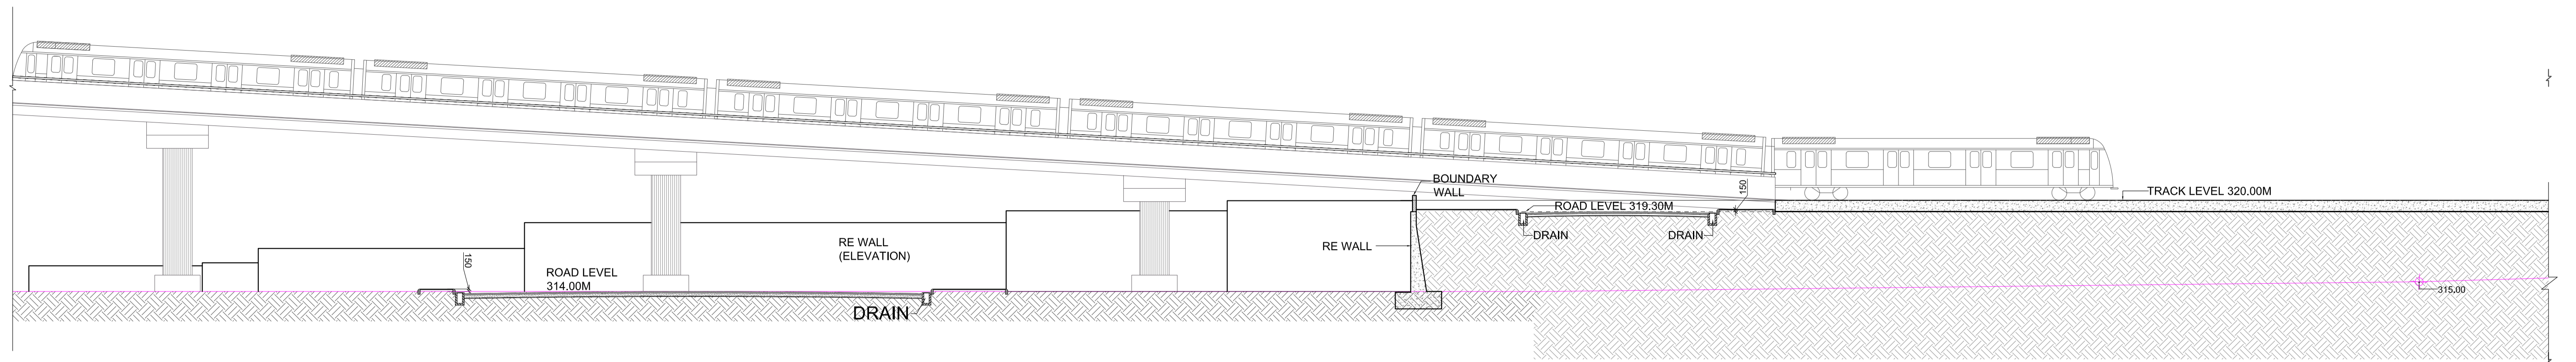 BOUNDARY
WALL
150
TRACK LEVEL 320.00M
ROAD LEVEL 319.30M
DRAIN
DRAIN
RE WALL
RE WALL
(ELEVATION)
150
ROAD LEVEL
314.00M
315.00
DRAIN